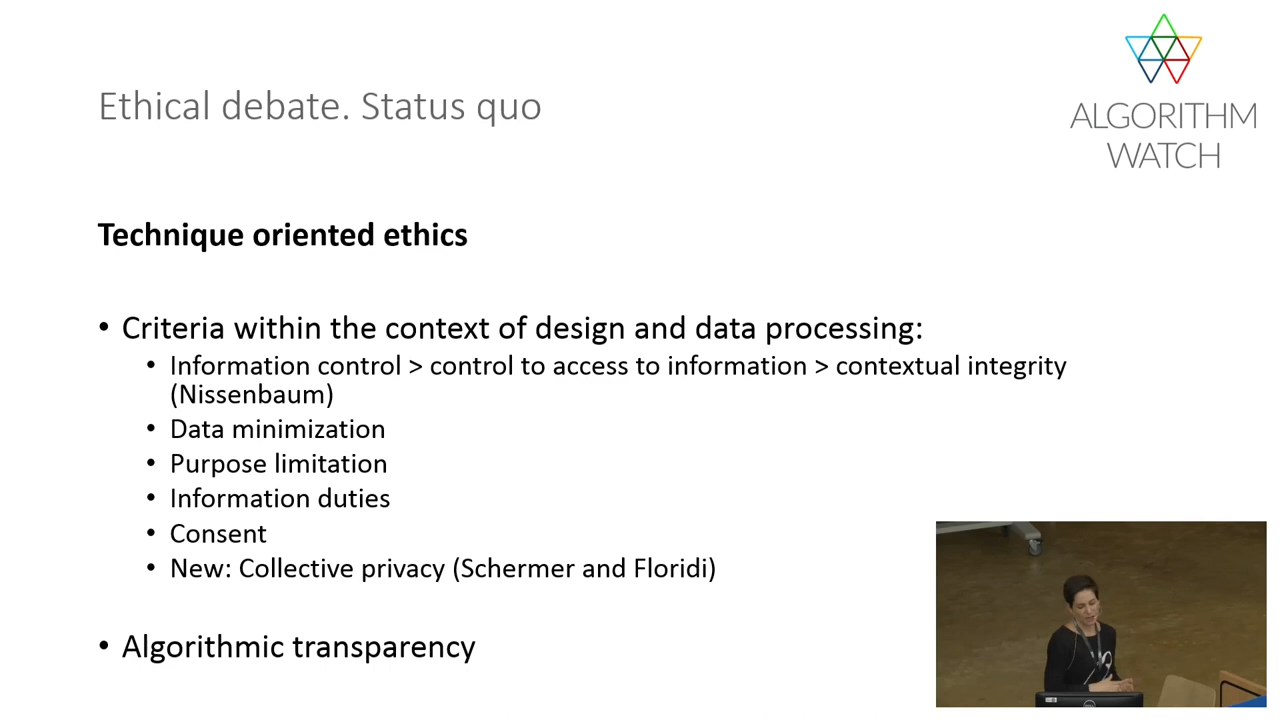 Ethical debate. Status quo
ALGORITHM
WATCH
Technique oriented ethics
• Criteria within the context of design and data processing:
• Information control > control to access to information > contextual integrity
(Nissenbaum)
• Data minimization
• Purpose limitation
• Information duties
• Consent
• New: Collective privacy (Schermer and Floridi)
• Algorithmic transparency